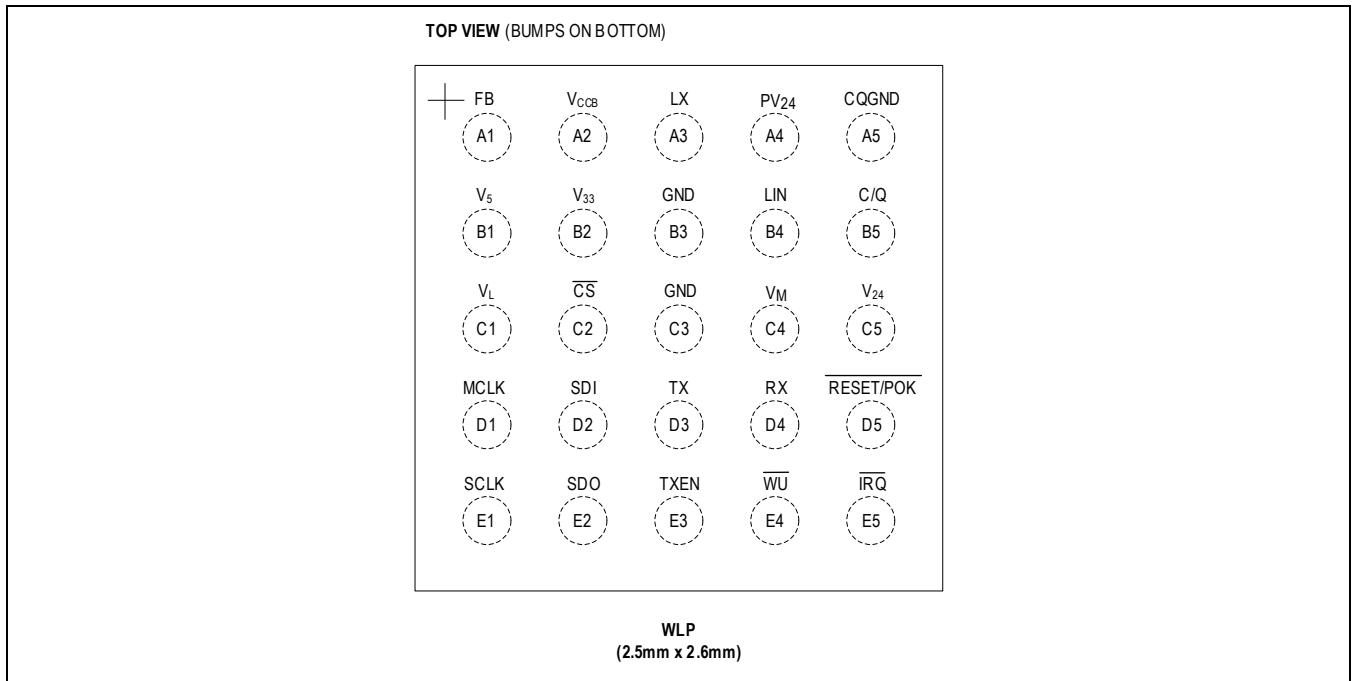 TOP VIEW (BUMPS ON BOTTOM)
FB VCCB LX PV24 CQGND
A1 A2 A3 A4 A5
V5 V33 GND LIN C/Q
B1 B2 B3 B4 B5
VL CS GND VM V24
C1 C2 C3 C4 C5
MCLK SDI TX RX RESET/POK
D1 D2 D3 D4 D5
SCLK SDO TXEN WU IRQ
E1 E2 E3 E4 E5
WLP
(2.5mm x 2.6mm)